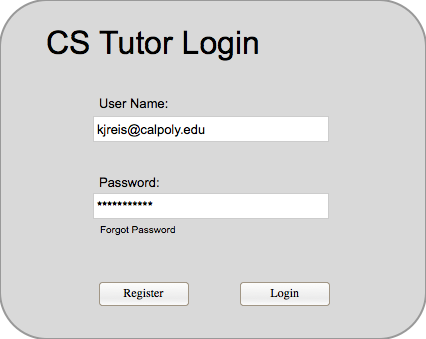 CS Tutor Login
User Name:
kjreis@calpoly.edu
Password:
***********
Forgot Password
Register Login